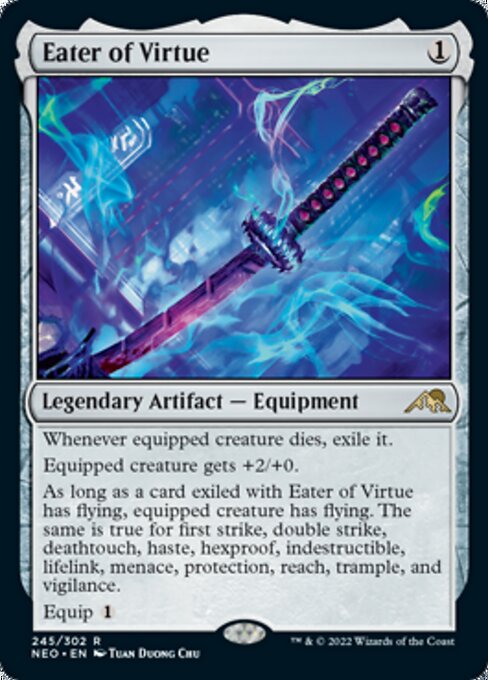 Eater of Virtue 1
Legendary Artifact — Equipment
Whenever equipped creature dies, exile it.
Equipped creature gets +2/+0.
As long as a card exiled with Eater of Virtue
has flying, equipped creature has flying. The
same is true for first strike, double strike,
deathtouch, haste, hexproof, indestructible,
lifelink, menace, protection, reach, trample, and
vigilance.
Equip 1
245/302 R
NEO • EN Tuan Duong Chu
™ & © 2022 Wizards of the Coast